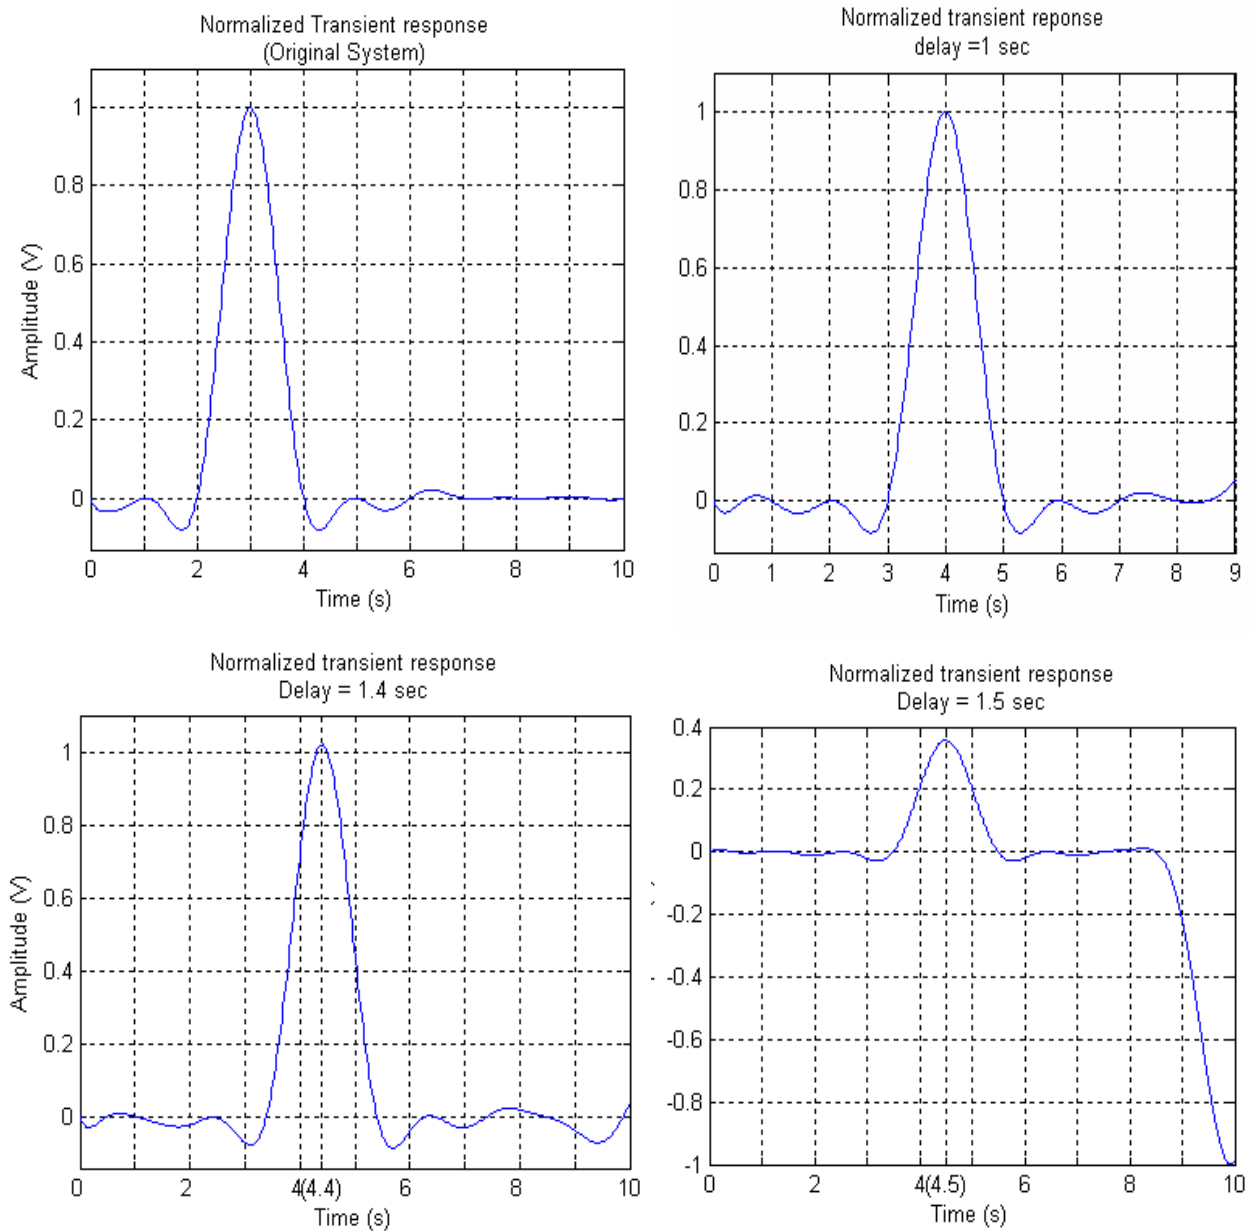 Normalized Transient response
(Original System)
Amplitude (V)
1
0.8
0.6
0.4
0.2
0
0 2 4 6 8 10
Time (s)
Normalized transient reponse
delay =1 sec
1
0.8
0.6
0.4
0.2
0
0 1 2 3 4 5 6 7 8 9
Time (s)
Normalized transient response
Delay = 1.4 sec
Amplitude (V)
1
0.8
0.6
0.4
0.2
0
0 2 4(4.4) 6 8 10
Time (s)
Normalized transient response
Delay = 1.5 sec
0.4
0.2
0
-0.2
-0.4
-0.6
-0.8
-1
0 2 4(4.5) 6 8 10
Time (s)